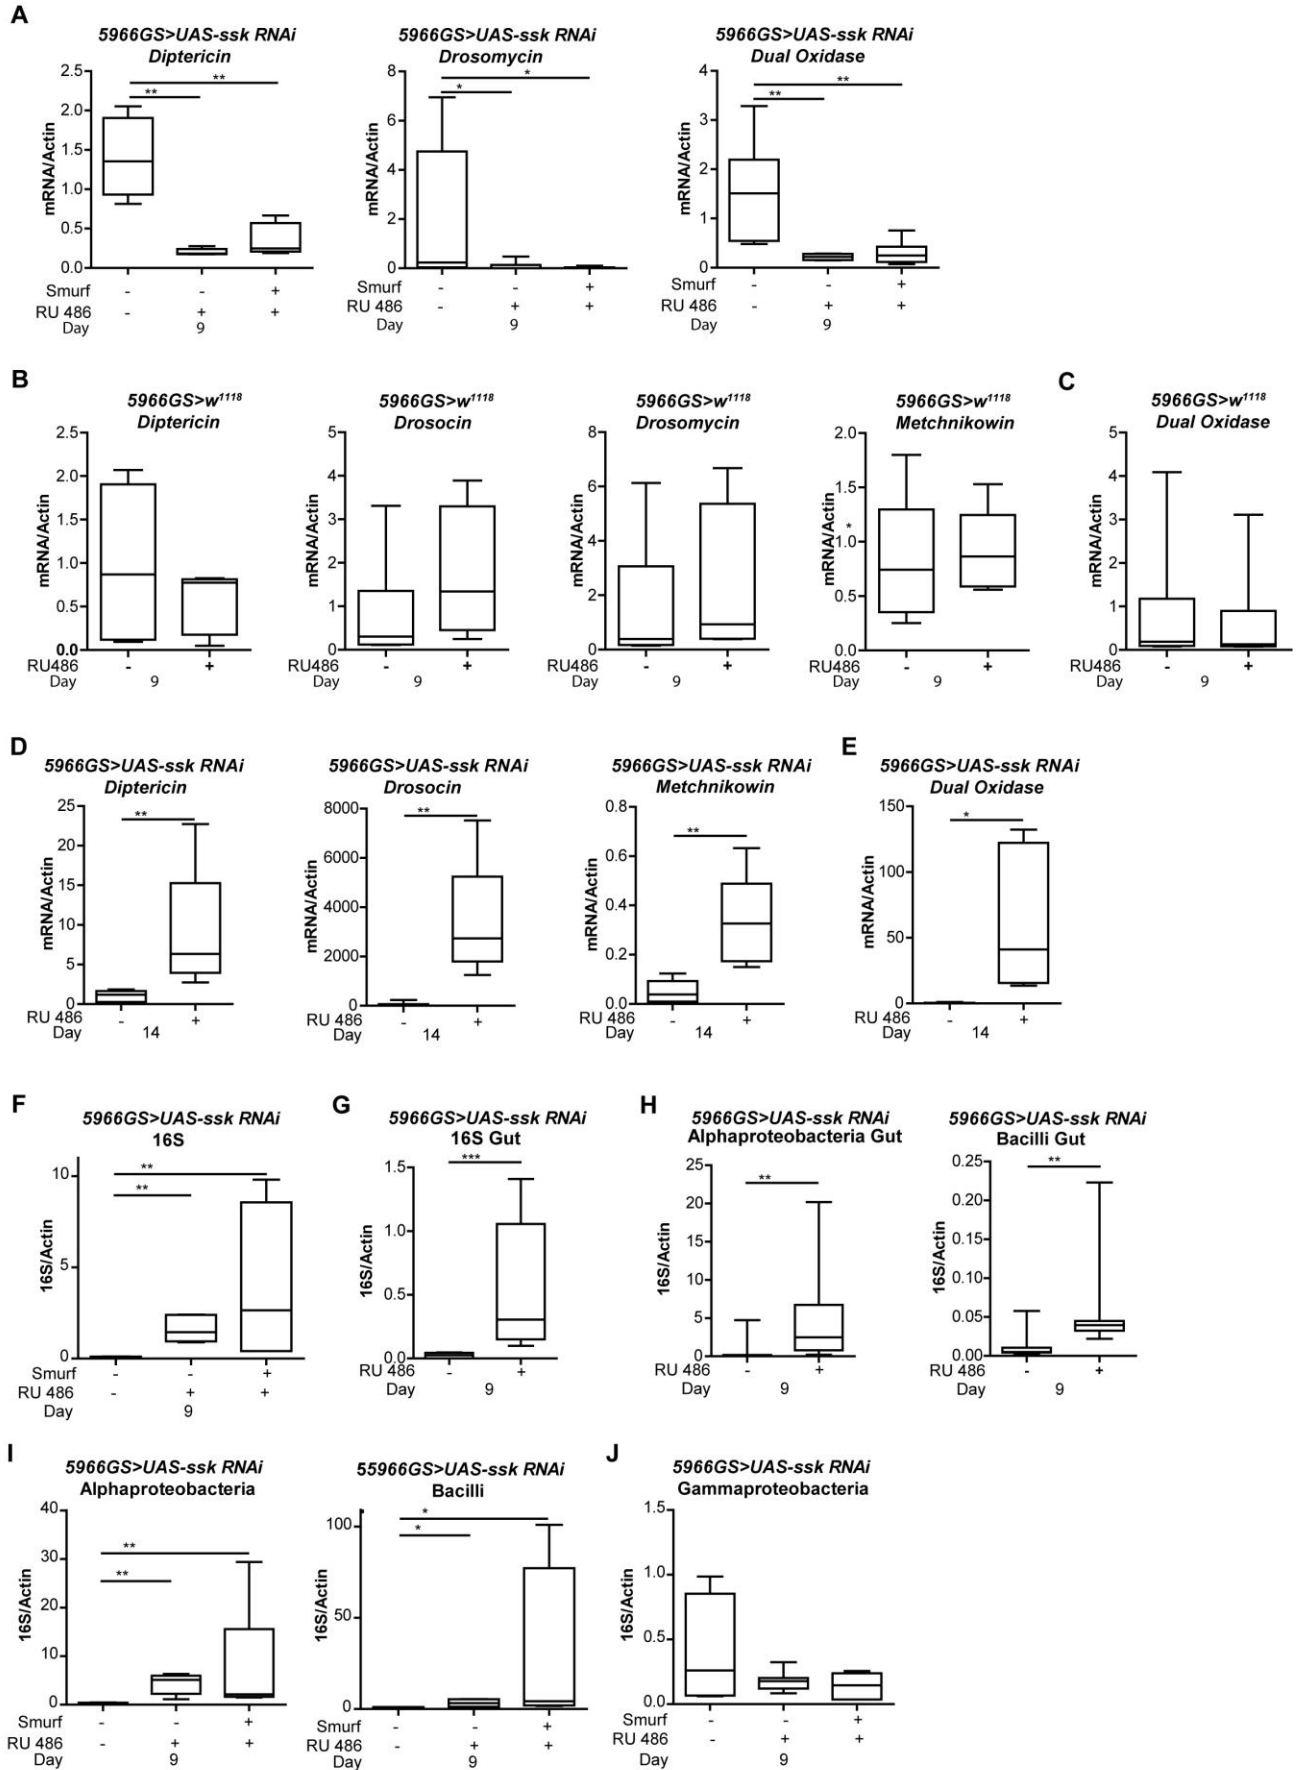 A
5966GS>UAS-ssk RNAi
Diptericin
mRNA/Actin
2.5
2.0
1.5
1.0
0.5
0.0
**
**
Smurf - - +
RU 486 - + +
Day 9
5966GS>UAS-ssk RNAi
Drosomycin
mRNA/Actin
8
6
4
2
0
*
*
- - +
- + +
9
5966GS>UAS-ssk RNAi
Dual Oxidase
mRNA/Actin
4
3
2
1
0
**
**
Smurf - - +
RU 486 - + +
Day 9
B
5966GS>w1118
Diptericin
mRNA/Actin
2.5
2.0
1.5
1.0
0.5
0.0
RU486 - +
Day 9
5966GS>w1118
Drosocin
mRNA/Actin
5
4
3
2
1
0
RU486 - +
Day 9
5966GS>w1118
Drosomycin
mRNA/Actin
8
6
4
2
0
RU486 - +
Day 9
5966GS>w1118
Metchnikowin
mRNA/Actin
*
2.0
1.5
1.0
0.5
0.0
RU486 - +
Day 9
C
5966GS>w1118
Dual Oxidase
mRNA/Actin
5
4
3
2
1
0
RU486 - +
Day 9
D
5966GS>UAS-ssk RNAi
Diptericin
mRNA/Actin
25
20
15
10
5
0
**
RU 486 - +
Day 14
5966GS>UAS-ssk RNAi
Drosocin
mRNA/Actin
8000
6000
4000
2000
0
**
RU 486 - +
Day 14
5966GS>UAS-ssk RNAi
Metchnikowin
mRNA/Actin
0.8
0.6
0.4
0.2
0.0
**
RU 486 - +
Day 14
E
5966GS>UAS-ssk RNAi
Dual Oxidase
mRNA/Actin
150
100
50
0
*
RU 486 - +
Day 14
F
5966GS>UAS-ssk RNAi
16S
16S/Actin
10
5
0
**
**
Smurf - - +
RU 486 - + +
Day 9
G
5966GS>UAS-ssk RNAi
16S Gut
16S/Actin
1.5
1.0
0.5
0.0
***
RU 486 - +
Day 9
H
5966GS>UAS-ssk RNAi
Alphaproteobacteria Gut
16S/Actin
25
20
15
10
5
0
**
RU 486 - +
Day 9
5966GS>UAS-ssk RNAi
Bacilli Gut
16S/Actin
0.25
0.20
0.15
0.10
0.05
0.00
**
RU 486 - +
Day 9
I
5966GS>UAS-ssk RNAi
Alphaproteobacteria
16S/Actin
40
30
20
10
0
**
**
Smurf - - +
RU 486 - + +
Day 9
55966GS>UAS-ssk RNAi
Bacilli
16S/Actin
100
50
0
*
*
Smurf - - +
RU 486 - + +
Day 9
J
5966GS>UAS-ssk RNAi
Gammaproteobacteria
16S/Actin
1.5
1.0
0.5
0.0
Smurf - - +
RU 486 - + +
Day 9